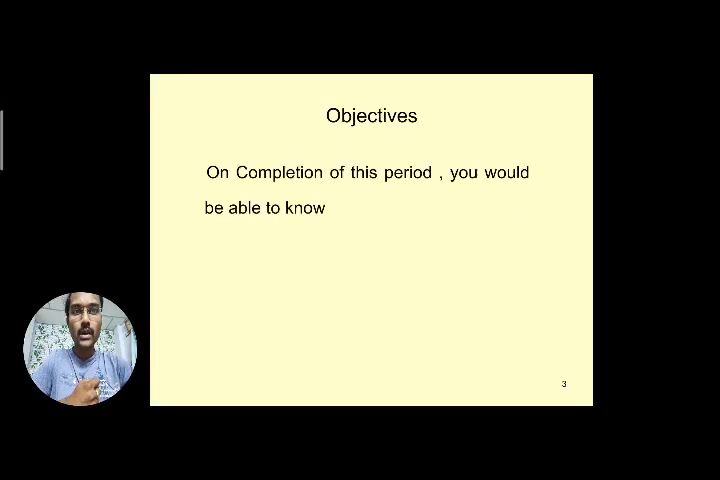 Objectives
On Completion of this period , you would
be able to know
3